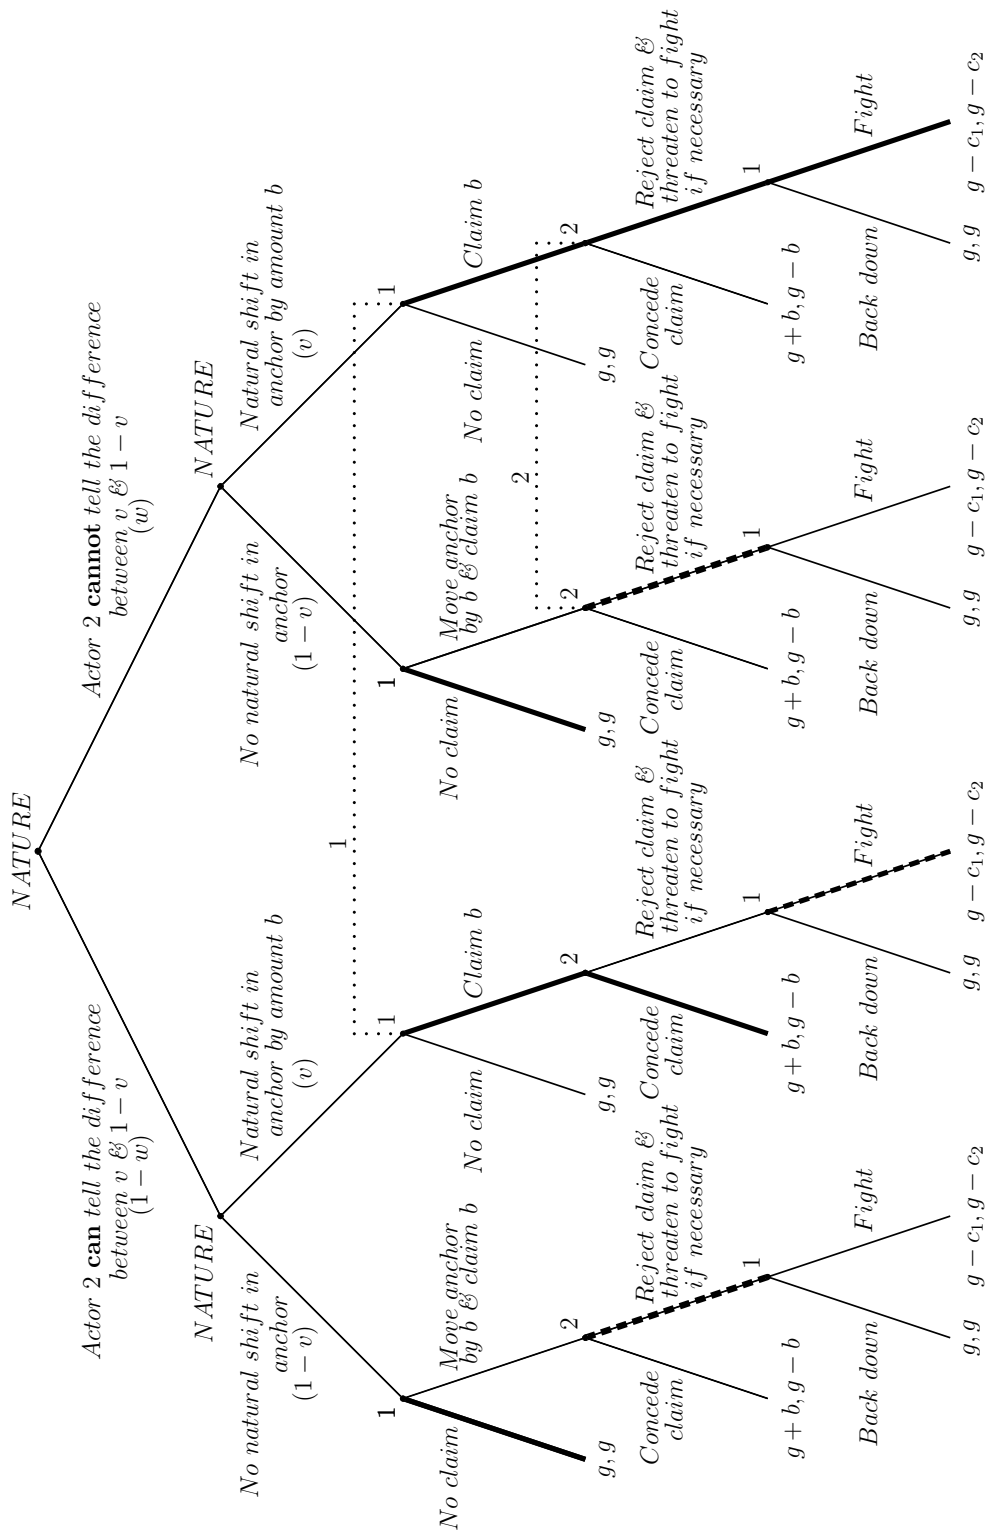 NATURE
Actor 2 can tell the difference
between v & 1 − v
(1 − w)
Actor 2 cannot tell the difference
between v & 1 − v
(w)
NATURE
NATURE
No natural shift in
anchor
(1 − v)
Natural shift in
anchor by amount b
(v)
No natural shift in
anchor
(1 − v)
Natural shift in
anchor by amount b
(v)
1
1
1
1
1
No claim
Move anchor
by b & claim b
No claim
Claim b
No claim
Move anchor
by b & claim b
No claim
Claim b
2
g, g
2
g, g
2
g, g
2
g, g
2
Concede
claim
Reject claim &
threaten to fight
if necessary
Concede
claim
Reject claim &
threaten to fight
if necessary
Concede
claim
Reject claim &
threaten to fight
if necessary
Concede
claim
Reject claim &
threaten to fight
if necessary
g + b, g − b
1
g + b, g − b
1
g + b, g − b
1
g + b, g − b
1
Back down
Fight
Back down
Fight
Back down
Fight
Back down
Fight
g, g
g − c1, g − c2
g, g
g − c1, g − c2
g, g
g − c1, g − c2
g, g
g − c1, g − c2